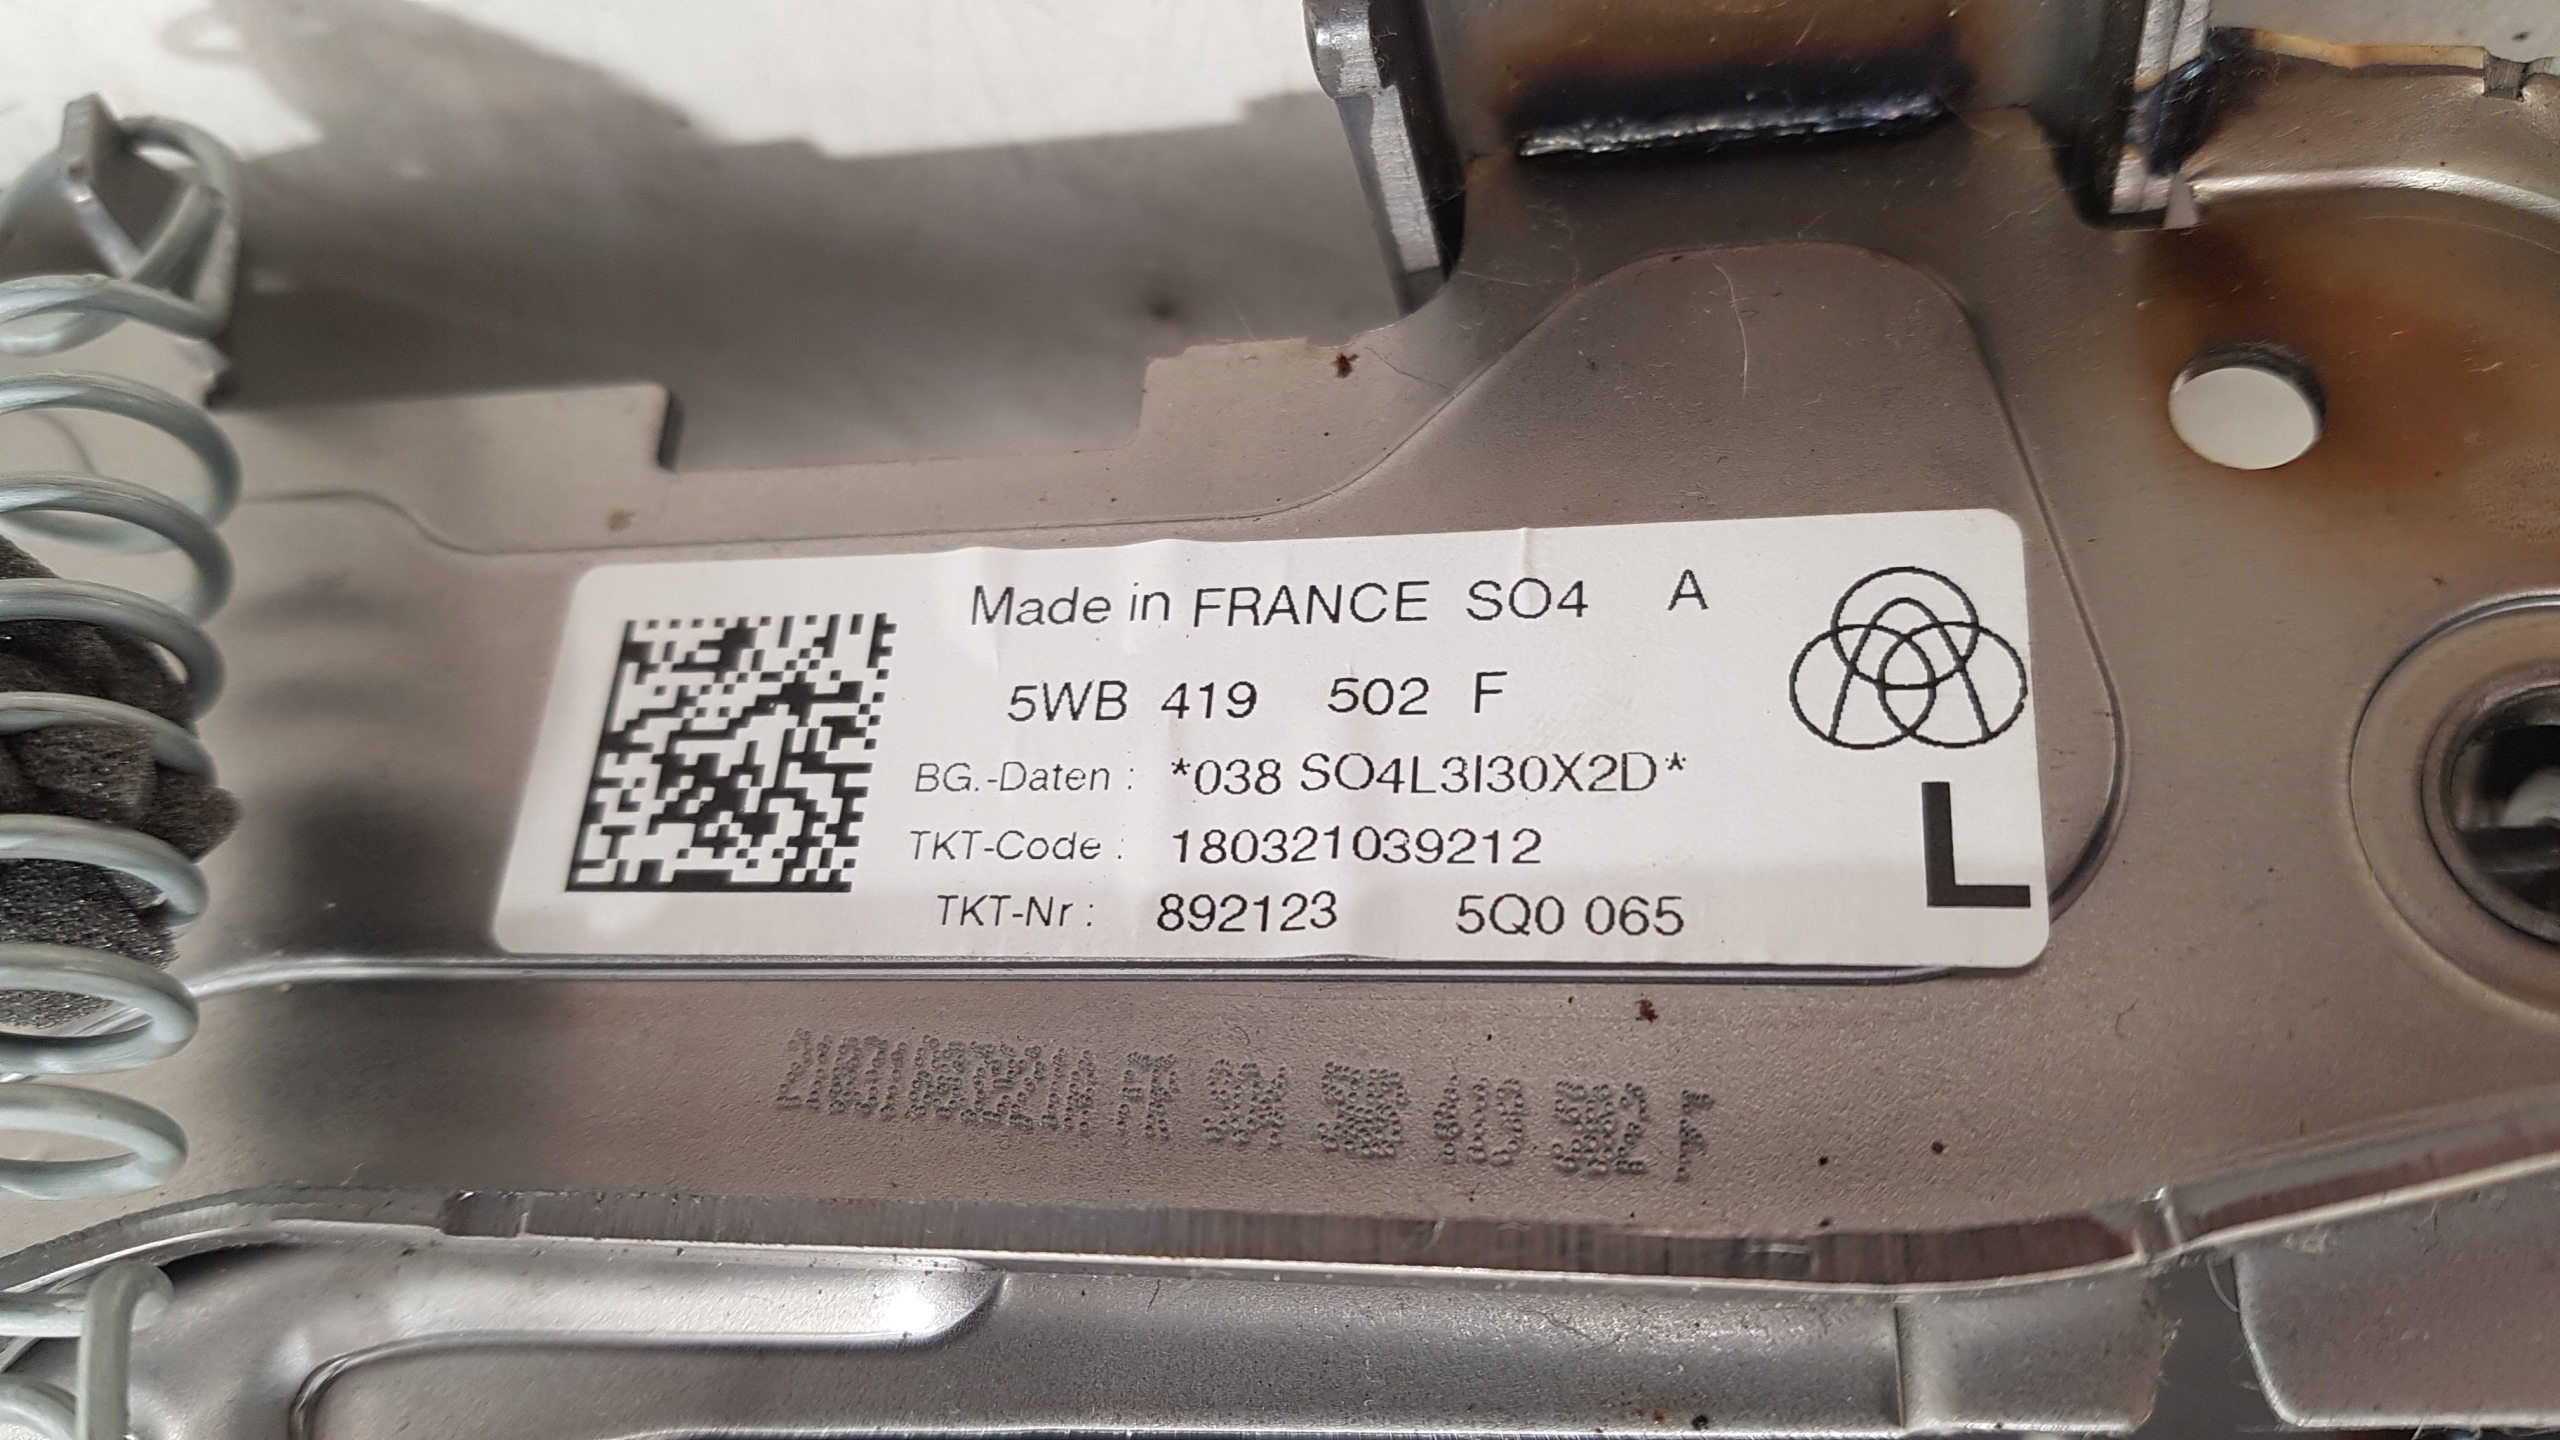 Made in FRANCE SO4 A
5WB 419 502 F
BG.-Daten : *038 SO4L3I30X2D*
TKT-Code : 180321039212
TKT-Nr : 892123 5Q0 065
L